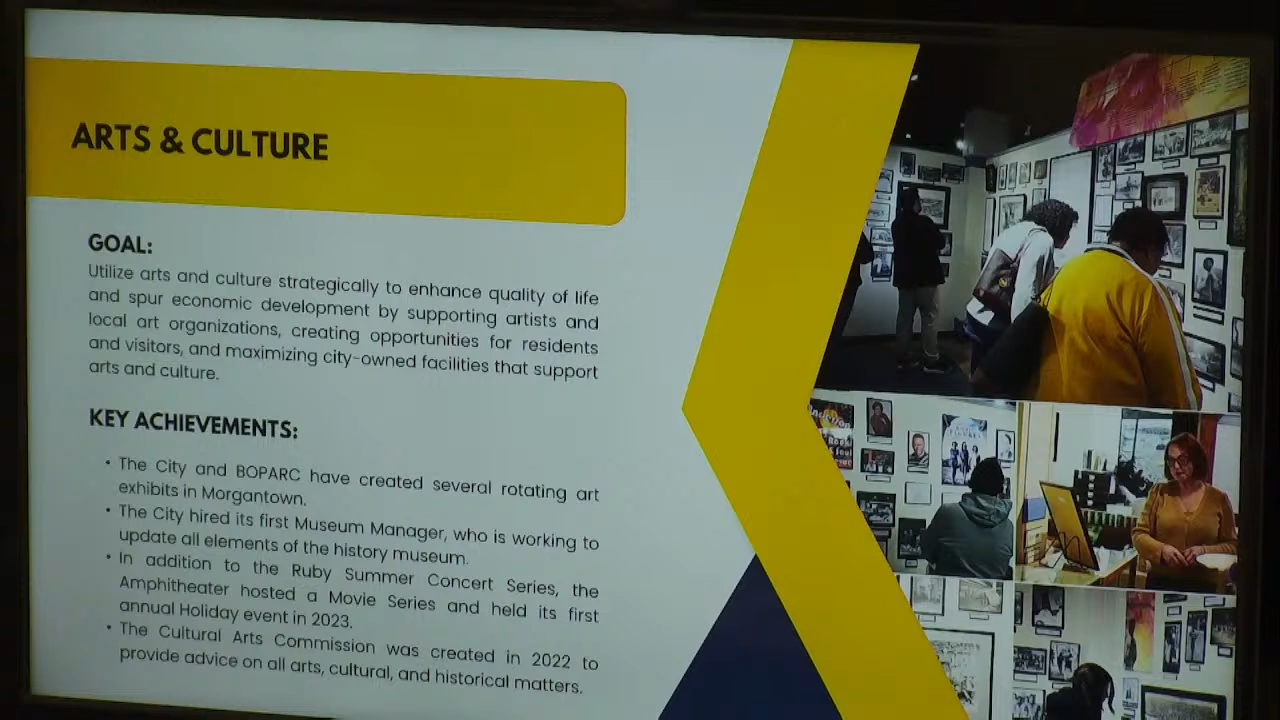 ARTS & CULTURE
GOAL:
Utilize arts and culture strategically to enhance quality of life
and spur economic development by supporting artists and
local art organizations, creating opportunities for residents
and visitors, and maximizing city-owned facilities that support
arts and culture.
KEY ACHIEVEMENTS:
• The City and BOPARC have created several rotating art
exhibits in Morgantown.
• The City hired its first Museum Manager, who is working to
update all elements of the history museum.
• In addition to the Ruby Summer Concert Series, the
Amphitheater hosted a Movie Series and held its first
annual Holiday event in 2023.
• The Cultural Arts Commission was created in 2022 to
provide advice on all arts, cultural, and historical matters.